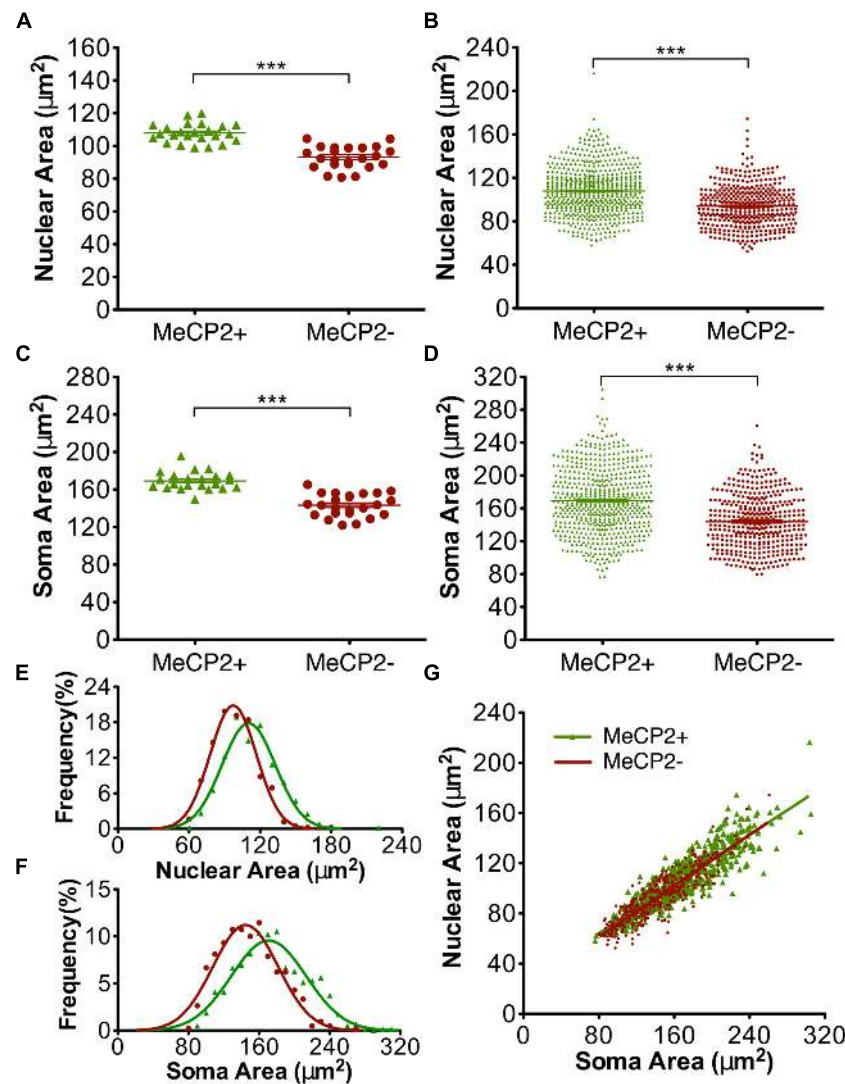 A
Nuclear Area (μm²)
160
140
120
100
80
60
40
20
0
***
MeCP2+ MeCP2-
B
Nuclear Area (μm²)
240
200
160
120
80
40
0
***
MeCP2+ MeCP2-
C
Soma Area (μm²)
280
240
200
160
120
80
40
0
***
MeCP2+ MeCP2-
D
Soma Area (μm²)
320
280
240
200
160
120
80
40
0
***
MeCP2+ MeCP2-
E
Frequency(%)
24
18
12
6
0
0 60 120 180 240
Nuclear Area (μm²)
F
Frequency(%)
15
10
5
0
0 80 160 240 320
Soma Area (μm²)
G
Nuclear Area (μm²)
240
200
160
120
80
40
0
MeCP2+
MeCP2-
0 80 160 240 320
Soma Area (μm²)